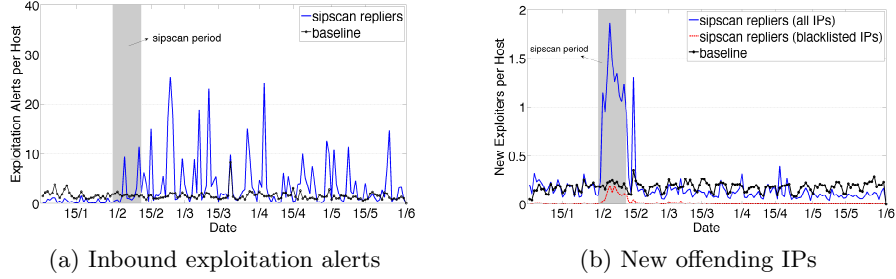 40
30
20
10
0
Exploitation Alerts per Host
sipscan repliers
baseline
sipscan period
15/1 1/2 15/2 1/3 15/3 1/4 15/4 1/5 15/5 1/6
Date
(a) Inbound exploitation alerts
2
1.5
1
0.5
0
New Exploiters per Host
sipscan repliers (all IPs)
sipscan repliers (blacklisted IPs)
baseline
sipscan period
15/1 1/2 15/2 1/3 15/3 1/4 15/4 1/5 15/5 1/6
Date
(b) New offending IPs